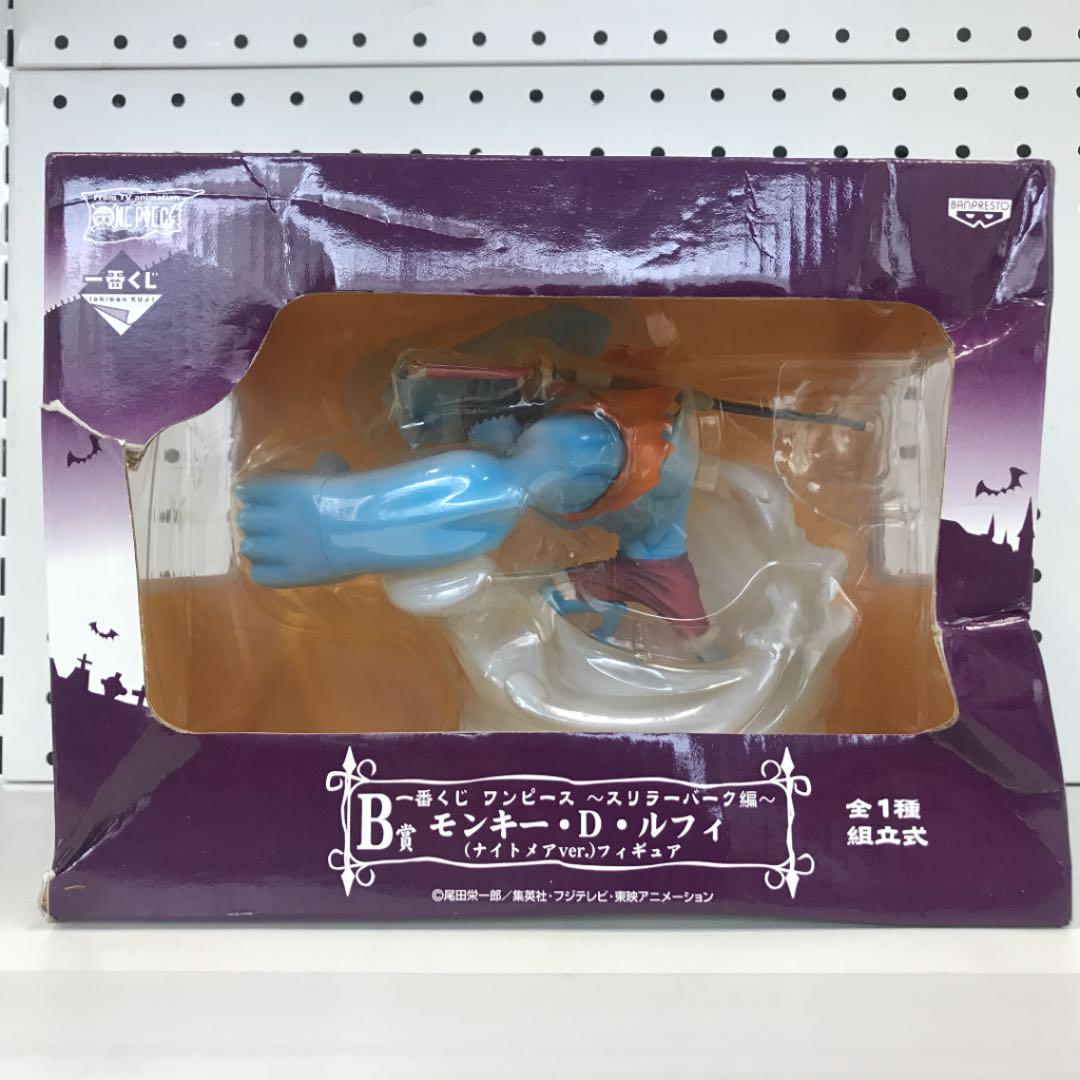 From TV animation
ONE PIECE
BANPRESTO
一番くじ
Ichiban KUJI
一番くじ ワンピース ～スリラーバーク編～
B賞 モンキー・D・ルフィ
(ナイトメアver.)フィギュア
全1種
組立式
©尾田栄一郎／集英社・フジテレビ・東映アニメーション